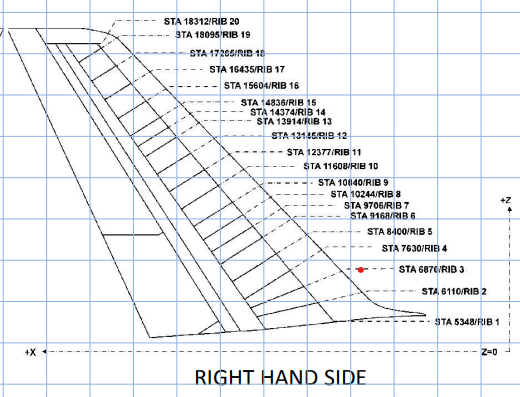 STA 18312/RIB 20
STA 18095/RIB 19
STA 17265/RIB 18
STA 16435/RIB 17
STA 15604/RIB 16
STA 14836/RIB 15
STA 14374/RIB 14
STA 13914/RIB 13
STA 13145/RIB 12
STA 12377/RIB 11
STA 11608/RIB 10
STA 10840/RIB 9
STA 10244/RIB 8
STA 9706/RIB 7
STA 9168/RIB 6
STA 8400/RIB 5
STA 7630/RIB 4
STA 6870/RIB 3
STA 6110/RIB 2
STA 5348/RIB 1
+Z
+X
Z=0
RIGHT HAND SIDE